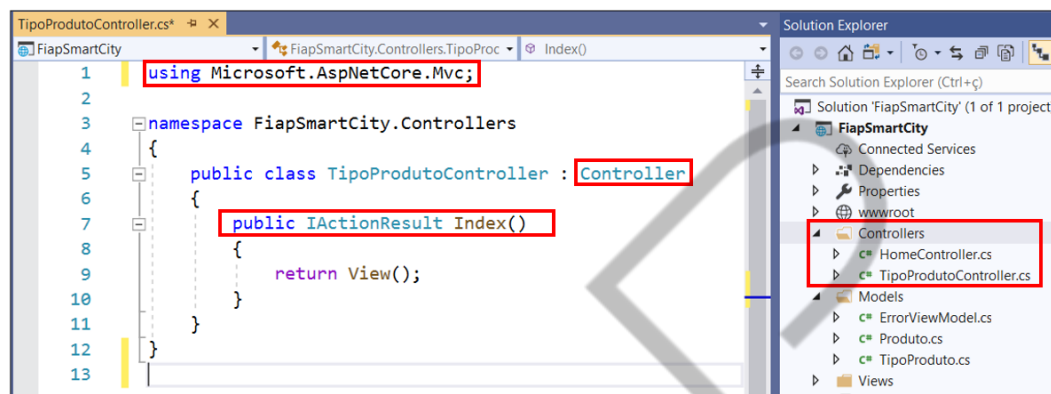 TipoProdutoController.cs*
FiapSmartCity
FiapSmartCity.Controllers.TipoProc
Index()
1 using Microsoft.AspNetCore.Mvc;
2
3 namespace FiapSmartCity.Controllers
4 {
5 public class TipoProdutoController : Controller
6 {
7 public IActionResult Index()
8 {
9 return View();
10 }
11 }
12 }
13
Solution Explorer
Search Solution Explorer (Ctrl+ç)
Solution 'FiapSmartCity' (1 of 1 project
FiapSmartCity
Connected Services
Dependencies
Properties
wwwroot
Controllers
C# HomeController.cs
C# TipoProdutoController.cs
Models
C# ErrorViewModel.cs
C# Produto.cs
C# TipoProduto.cs
Views